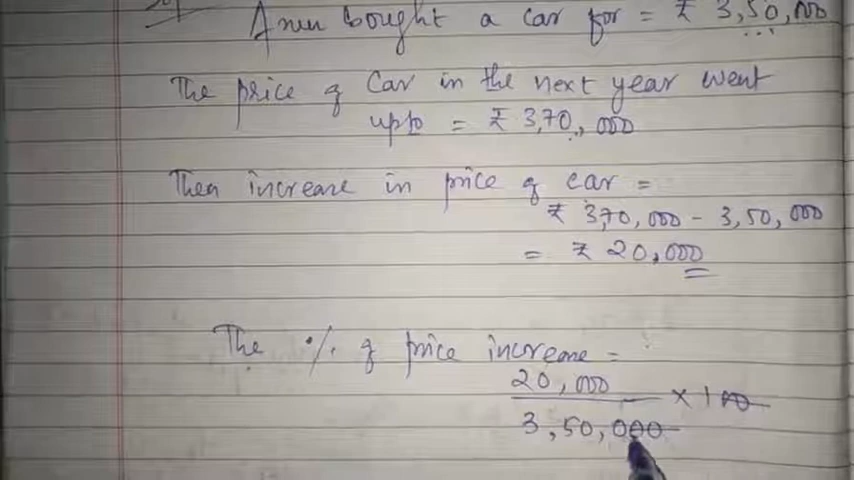 Arun bought a car for = ₹ 3,50,000
The price of Car in the next year went
upto = ₹ 3,70,000
Then increase in price of car =
₹ 3,70,000 - 3,50,000
= ₹ 20,000
The % of price increase =
20,000 × 100
3,50,000